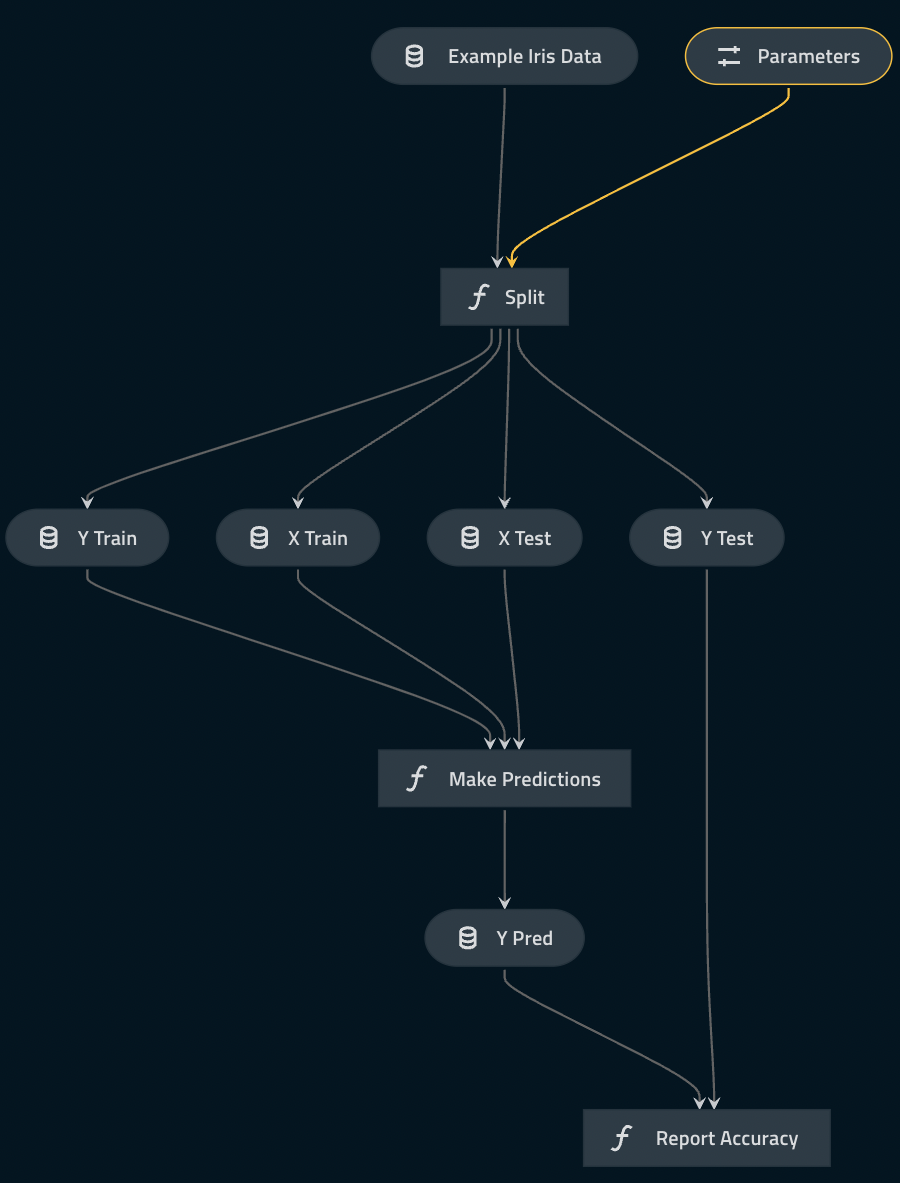 Example Iris Data
Parameters
Split
Y Train
X Train
X Test
Y Test
Make Predictions
Y Pred
Report Accuracy